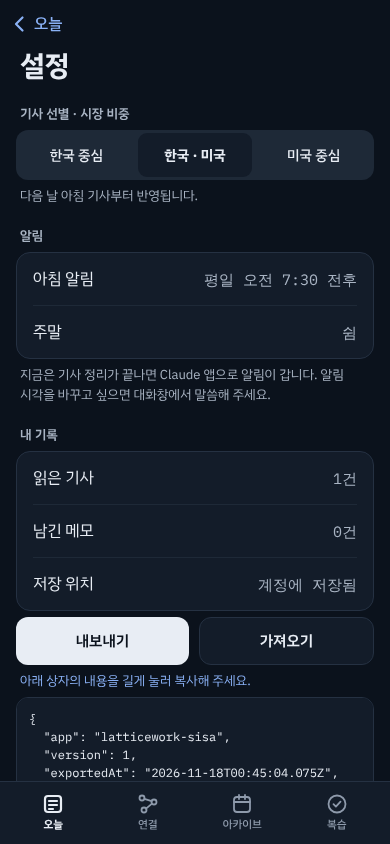 오늘
설정
기사 선별 · 시장 비중
한국 중심
한국 · 미국
미국 중심
다음 날 아침 기사부터 반영됩니다.
알림
아침 알림
평일 오전 7:30 전후
주말
쉼
지금은 기사 정리가 끝나면 Claude 앱으로 알림이 갑니다. 알림
시각을 바꾸고 싶으면 대화창에서 말씀해 주세요.
내 기록
읽은 기사
1건
남긴 메모
0건
저장 위치
계정에 저장됨
내보내기
가져오기
아래 상자의 내용을 길게 눌러 복사해 주세요.
{
"app": "latticework-sisa",
"version": 1,
"exportedAt": "2026-11-18T00:45:04.075Z",
오늘
연결
아카이브
복습